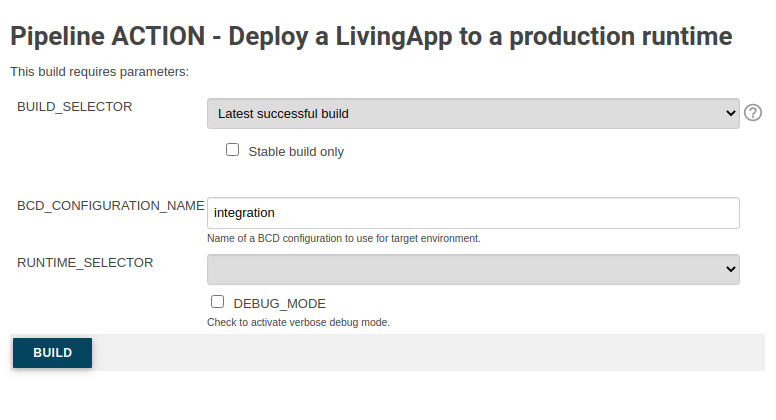 Pipeline ACTION - Deploy a LivingApp to a production runtime
This build requires parameters:
BUILD_SELECTOR
Latest successful build
Stable build only
BCD_CONFIGURATION_NAME
integration
Name of a BCD configuration to use for target environment.
RUNTIME_SELECTOR
DEBUG_MODE
Check to activate verbose debug mode.
BUILD